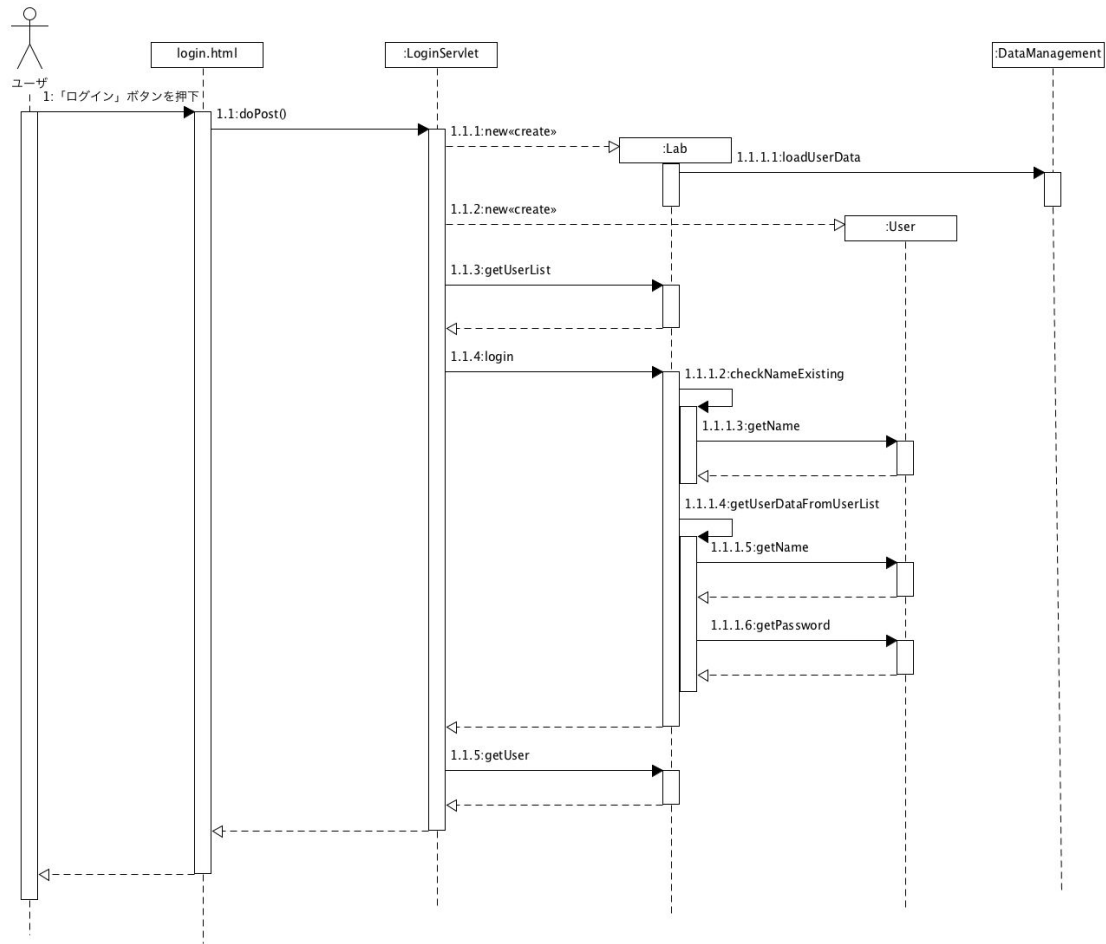 login.html
:LoginServlet
:DataManagement
ユーザ
1:「ログイン」ボタンを押下
1.1:doPost()
1.1.1:new«create»
:Lab
1.1.1.1:loadUserData
1.1.2:new«create»
:User
1.1.3:getUserList
1.1.4:login
1.1.1.2:checkNameExisting
1.1.1.3:getName
1.1.1.4:getUserDataFromUserList
1.1.1.5:getName
1.1.1.6:getPassword
1.1.5:getUser